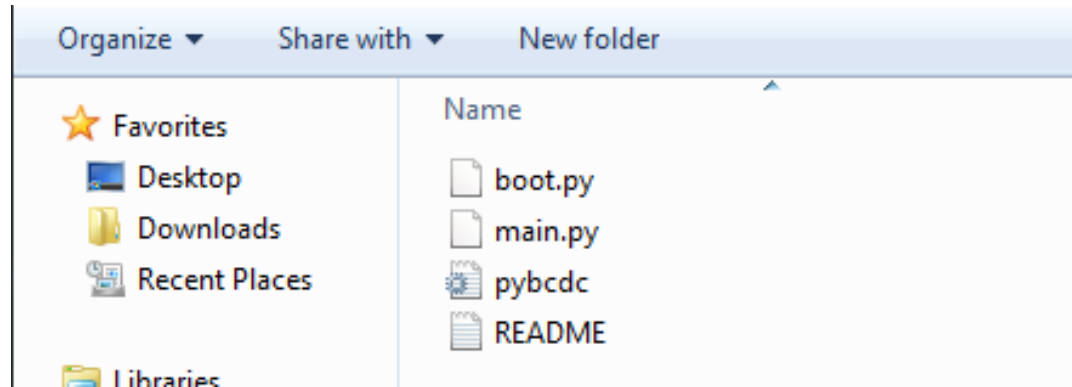 Organize Share with New folder
Favorites
Desktop
Downloads
Recent Places
Libraries
Name
boot.py
main.py
pybcdc
README